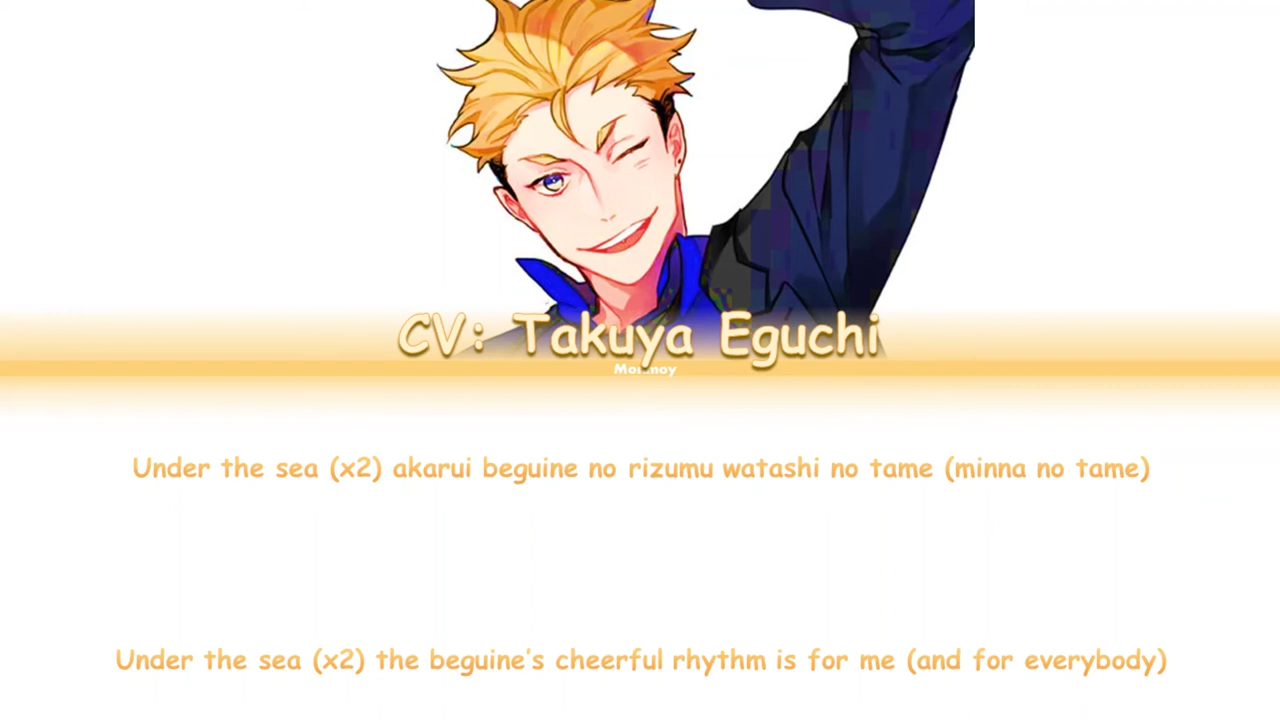 CV: Takuya Eguchi
Under the sea (x2) akarui beguine no rizumu watashi no tame (minna no tame)
Under the sea (x2) the beguine's cheerful rhythm is for me (and for everybody)